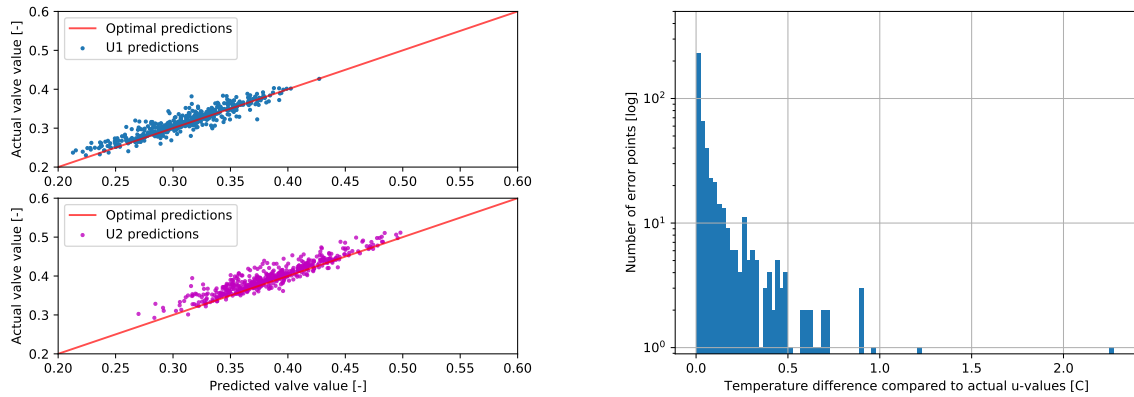 0.6
0.5
0.4
0.3
0.2
Actual valve value [-]
Optimal predictions
U1 predictions
0.20 0.25 0.30 0.35 0.40 0.45 0.50 0.55 0.60
0.6
0.5
0.4
0.3
0.2
Actual valve value [-]
Optimal predictions
U2 predictions
0.20 0.25 0.30 0.35 0.40 0.45 0.50 0.55 0.60
Predicted valve value [-]
Number of error points [log]
10²
10¹
10⁰
0.0 0.5 1.0 1.5 2.0
Temperature difference compared to actual u-values [C]